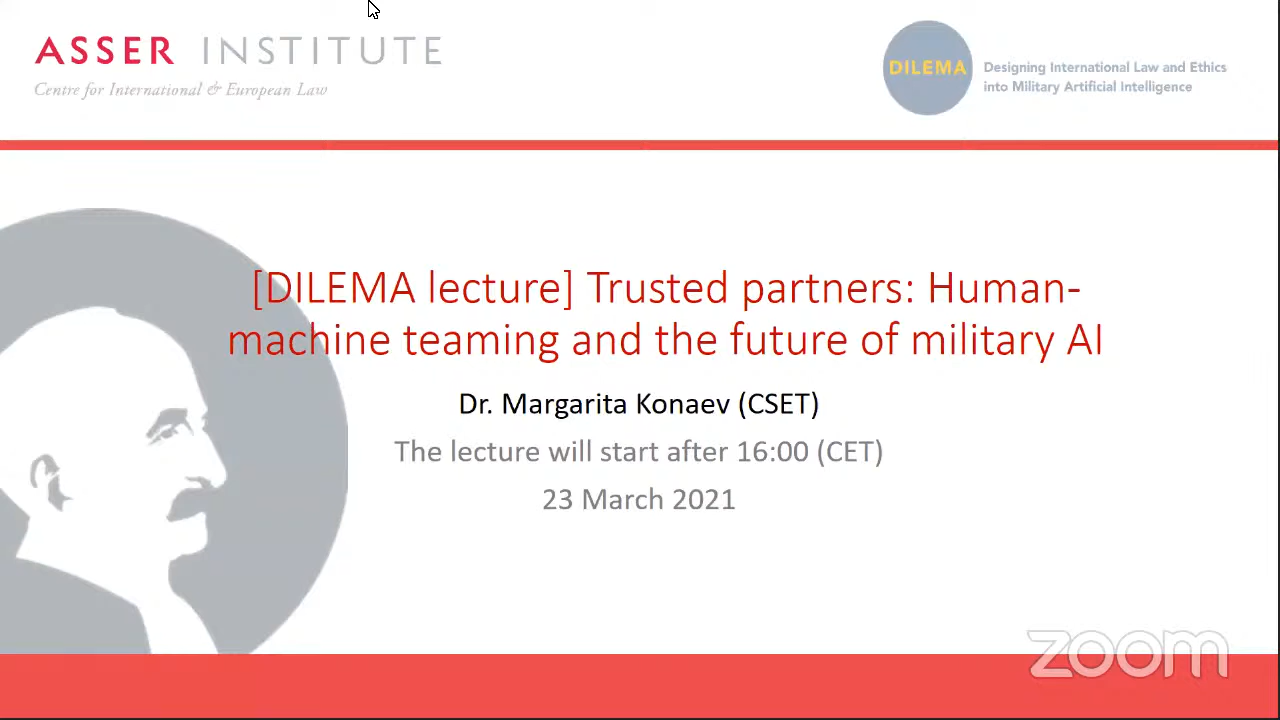 ASSER INSTITUTE
Centre for International & European Law
DILEMA
Designing International Law and Ethics
into Military Artificial Intelligence
[DILEMA lecture] Trusted partners: Human-
machine teaming and the future of military AI
Dr. Margarita Konaev (CSET)
The lecture will start after 16:00 (CET)
23 March 2021
zoom